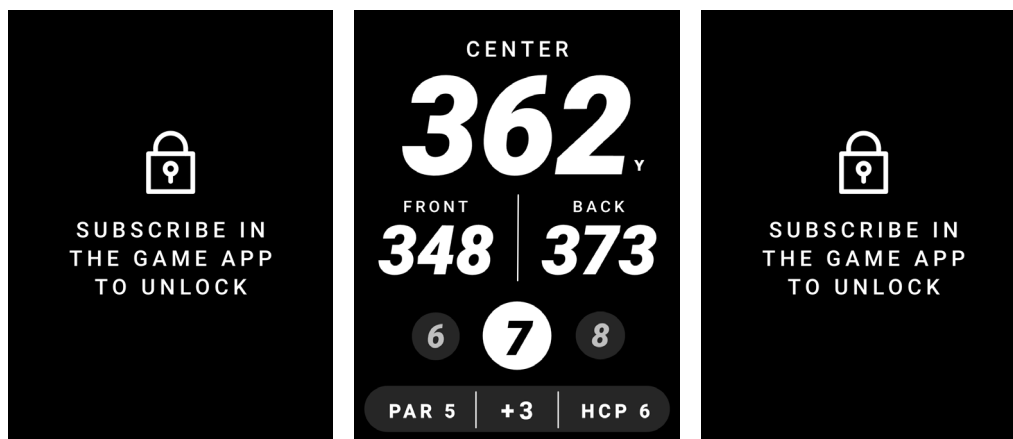 SUBSCRIBE IN
THE GAME APP
TO UNLOCK
CENTER
362 Y
FRONT BACK
348 373
6 7 8
PAR 5 +3 HCP 6
SUBSCRIBE IN
THE GAME APP
TO UNLOCK